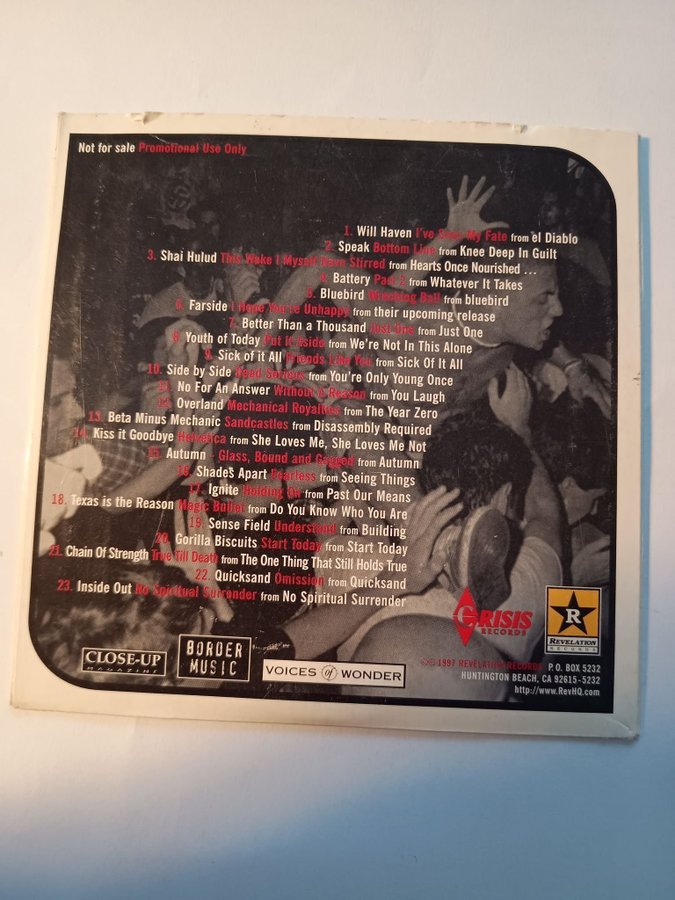 Not for sale Promotional Use Only
1. Will Haven I've Seen My Fate from el Diablo
2. Speak Bottom Line from Knee Deep In Guilt
3. Shai Hulud This Wake I Myself Have Stirred from Hearts Once Nourished ...
4. Battery Part 2 from Whatever It Takes
5. Bluebird Wrecking Ball from bluebird
6. Farside I Hope You're Unhappy from their upcoming release
7. Better Than a Thousand Just One from Just One
8. Youth of Today Put It Aside from We're Not In This Alone
9. Sick of it All Friends Like You from Sick Of It All
10. Side by Side from You're Only Young Once
11. No For An Answer Without A Reason from You Laugh
12. Overland Mechanical Royalties from The Year Zero
13. Beta Minus Mechanic Sandcastles from Disassembly Required
14. Kiss it Goodbye Helvetica from She Loves Me, She Loves Me Not
15. Autumn Glass, Bound and Gagged from Autumn
16. Shades Apart Fearless from Seeing Things
17. Ignite Holding On from Past Our Means
18. Texas is the Reason Magic Bullet from Do You Know Who You Are
19. Sense Field Understand from Building
20. Gorilla Biscuits Start Today from Start Today
21. Chain Of Strength True Till Death from The One Thing That Still Holds True
22. Quicksand Omission from Quicksand
23. Inside Out No Spiritual Surrender from No Spiritual Surrender
CRISIS
RECORDS
R
REVELATION
RECORDS
CLOSE-UP
MAGAZINE
BORDER
MUSIC
VOICES of WONDER
©℗ 1997 REVELATION RECORDS P.O. BOX 5232
HUNTINGTON BEACH, CA 92615-5232
http://www.RevHQ.com